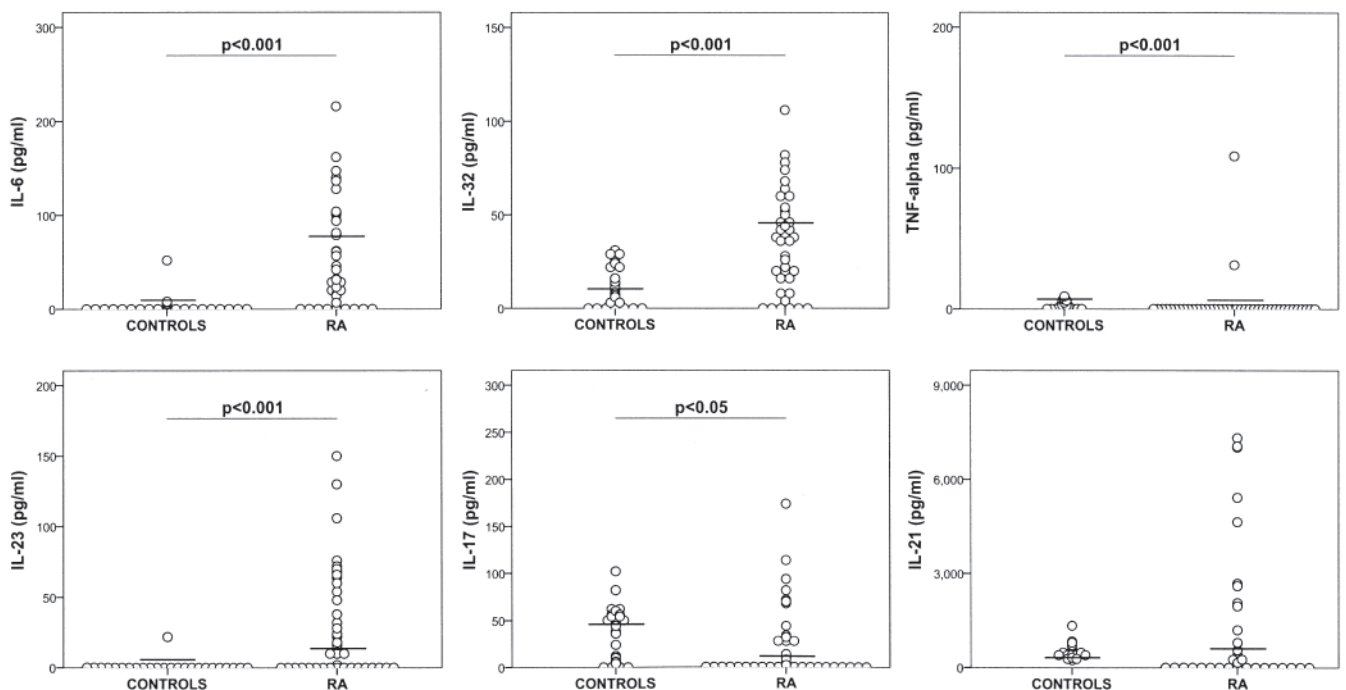 IL-6 (pg/ml)
300
200
100
0
p<0.001
CONTROLS RA
IL-32 (pg/ml)
150
100
50
0
p<0.001
CONTROLS RA
TNF-alpha (pg/ml)
200
100
0
p<0.001
CONTROLS RA
IL-23 (pg/ml)
200
150
100
50
0
p<0.001
CONTROLS RA
IL-17 (pg/ml)
300
250
200
150
100
50
0
p<0.05
CONTROLS RA
IL-21 (pg/ml)
9,000
6,000
3,000
0
CONTROLS RA